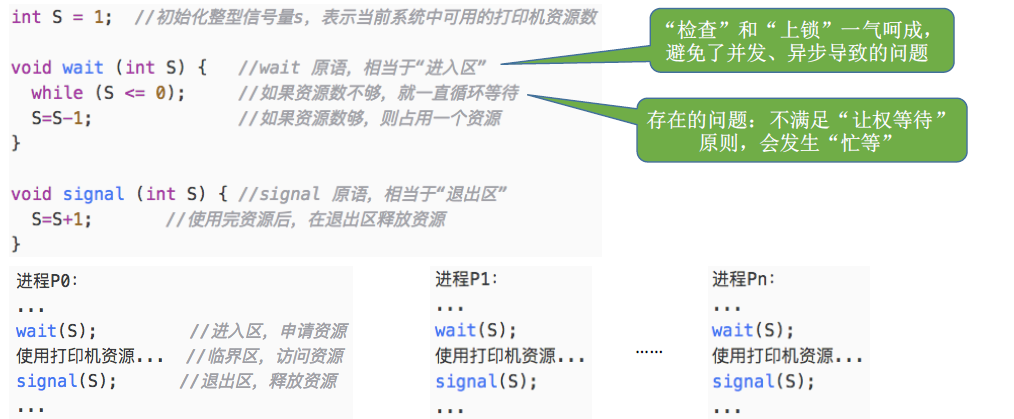 int S = 1;  //初始化整型信号量s，表示当前系统中可用的打印机资源数
void wait (int S) {   //wait 原语，相当于“进入区”
while (S <= 0);      //如果资源数不够，就一直循环等待
S=S-1;               //如果资源数够，则占用一个资源
}
void signal (int S) { //signal 原语，相当于“退出区”
S=S+1;       //使用完资源后，在退出区释放资源
}
“检查”和“上锁”一气呵成，
避免了并发、异步导致的问题
存在的问题：不满足“让权等待”
原则，会发生“忙等”
进程P0：
...
wait(S);          //进入区，申请资源
使用打印机资源...  //临界区，访问资源
signal(S);       //退出区，释放资源
...
进程P1：
...
wait(S);
使用打印机资源...
signal(S);
...
……
进程Pn：
...
wait(S);
使用打印机资源...
signal(S);
...